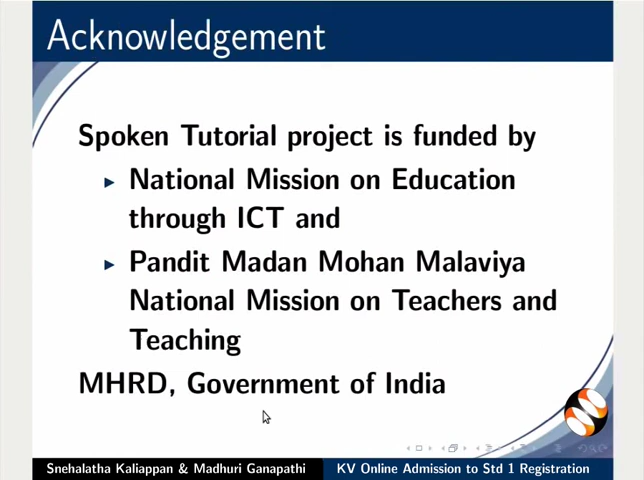 Acknowledgement
Spoken Tutorial project is funded by
National Mission on Education
through ICT and
Pandit Madan Mohan Malaviya
National Mission on Teachers and
Teaching
MHRD, Government of India
Snehalatha Kaliappan & Madhuri Ganapathi KV Online Admission to Std 1 Registration